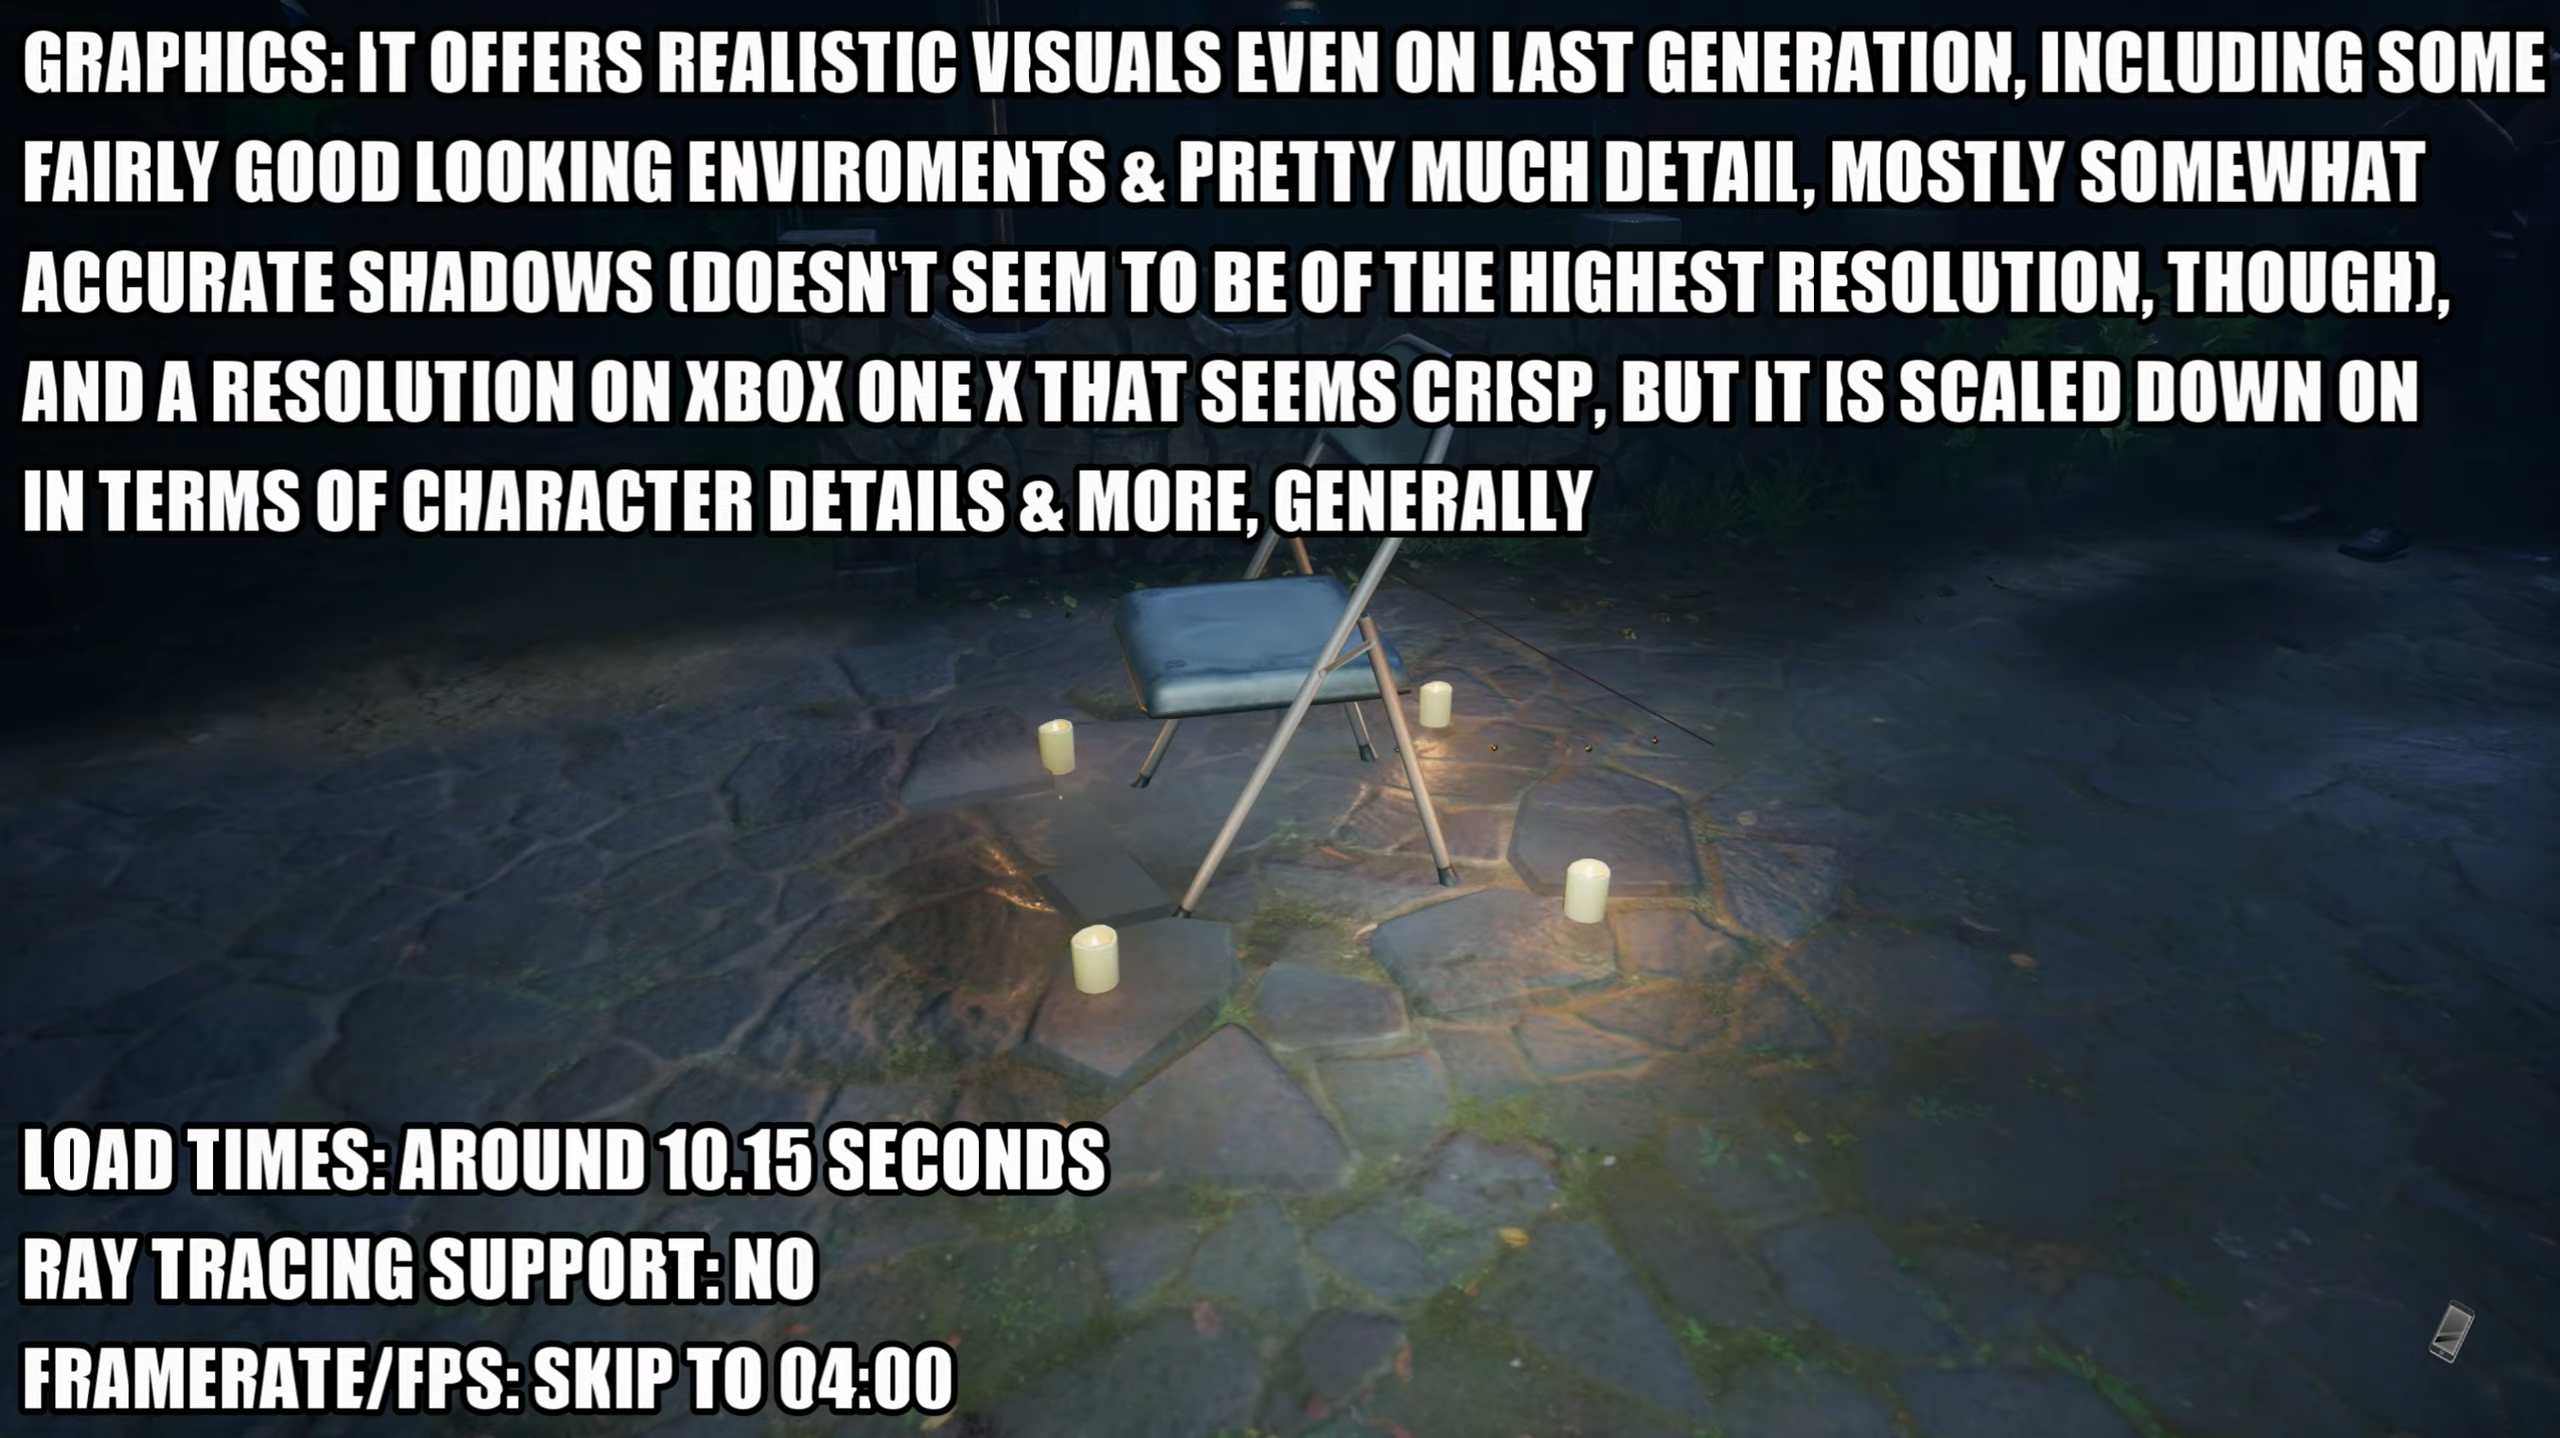 GRAPHICS: IT OFFERS REALISTIC VISUALS EVEN ON LAST GENERATION, INCLUDING SOME
FAIRLY GOOD LOOKING ENVIROMENTS & PRETTY MUCH DETAIL, MOSTLY SOMEWHAT
ACCURATE SHADOWS (DOESN'T SEEM TO BE OF THE HIGHEST RESOLUTION, THOUGH),
AND A RESOLUTION ON XBOX ONE X THAT SEEMS CRISP, BUT IT IS SCALED DOWN ON
IN TERMS OF CHARACTER DETAILS & MORE, GENERALLY
LOAD TIMES: AROUND 10.15 SECONDS
RAY TRACING SUPPORT: NO
FRAMERATE/FPS: SKIP TO 04:00